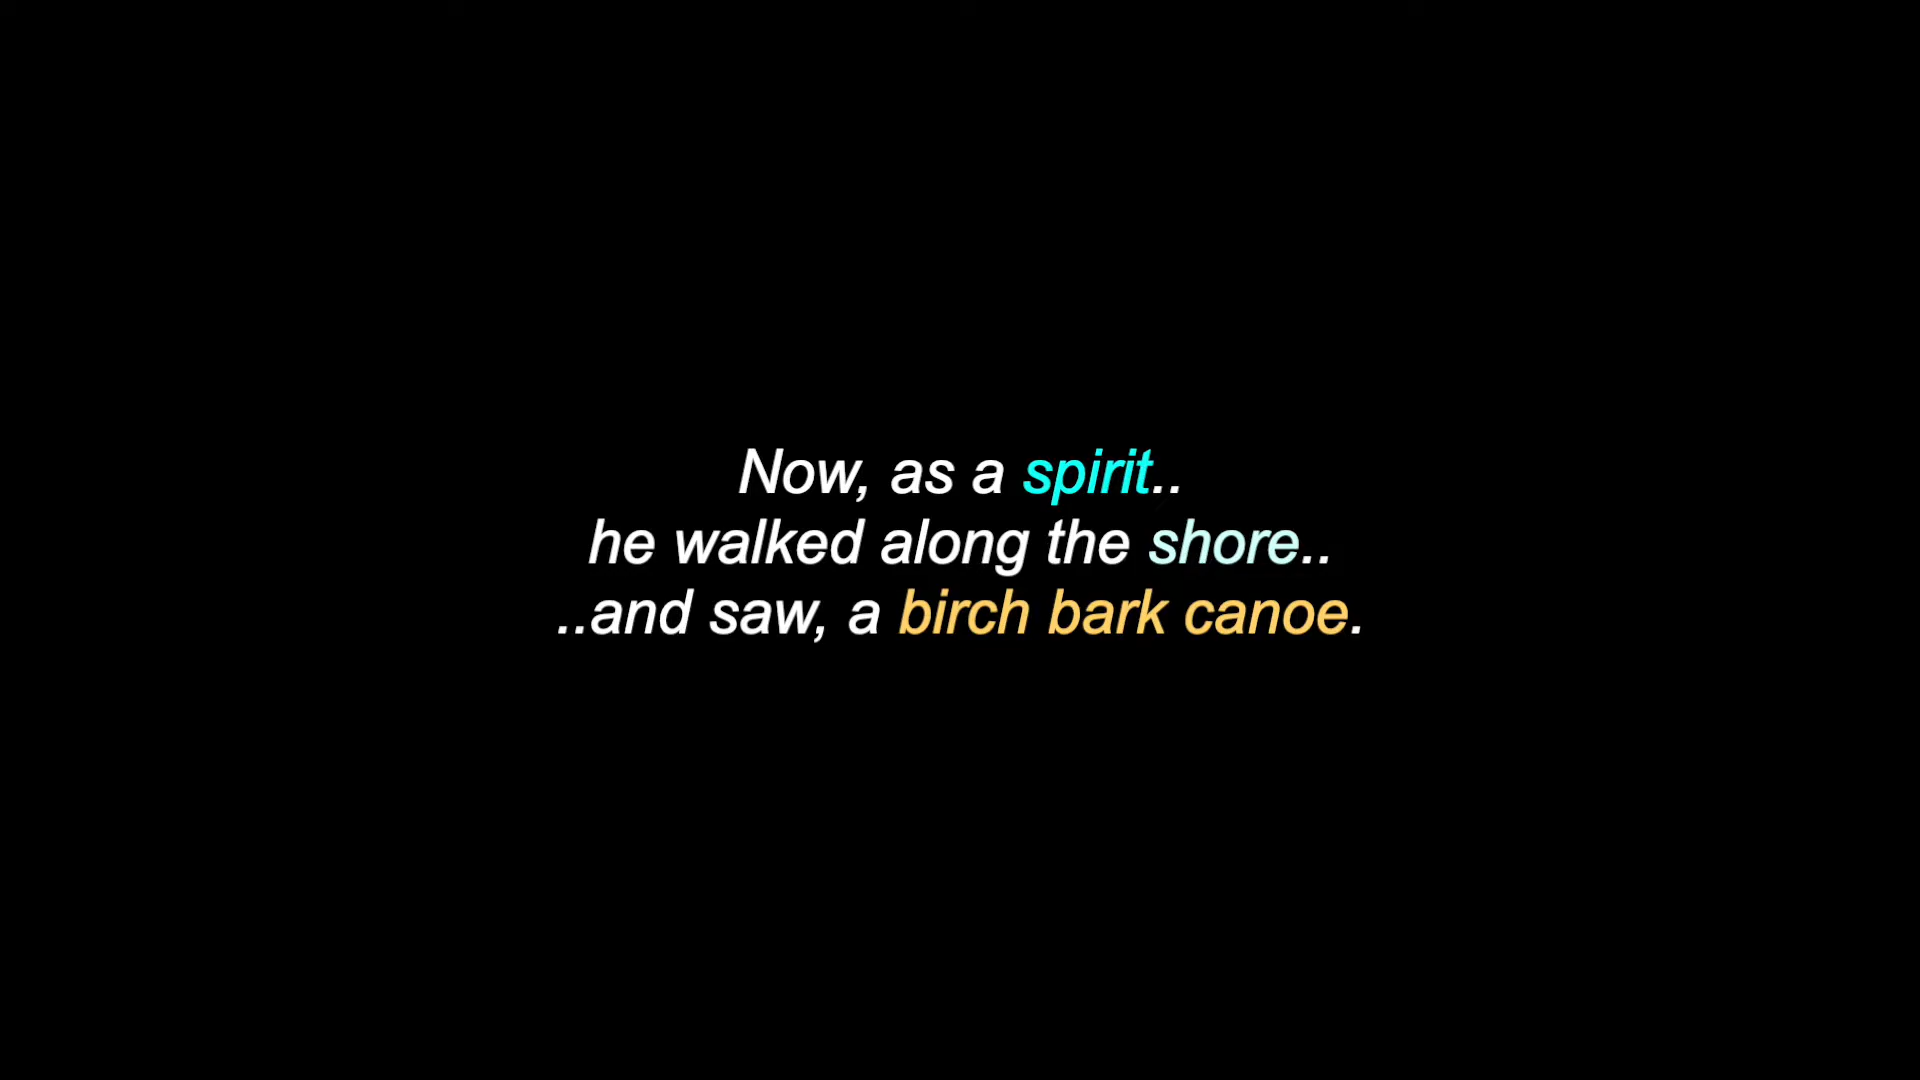 Now, as a spirit..
he walked along the shore..
..and saw, a birch bark canoe.